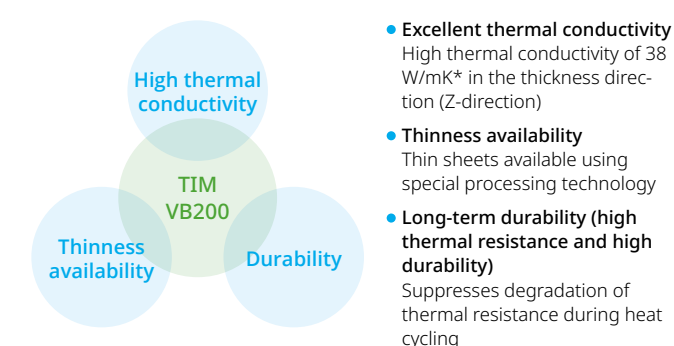 High thermal
conductivity
TIM
VB200
Thinness
availability
Durability
Excellent thermal conductivity
High thermal conductivity of 38
W/mK* in the thickness direc-
tion (Z-direction)
Thinness availability
Thin sheets available using
special processing technology
Long-term durability (high
thermal resistance and high
durability)
Suppresses degradation of
thermal resistance during heat
cycling